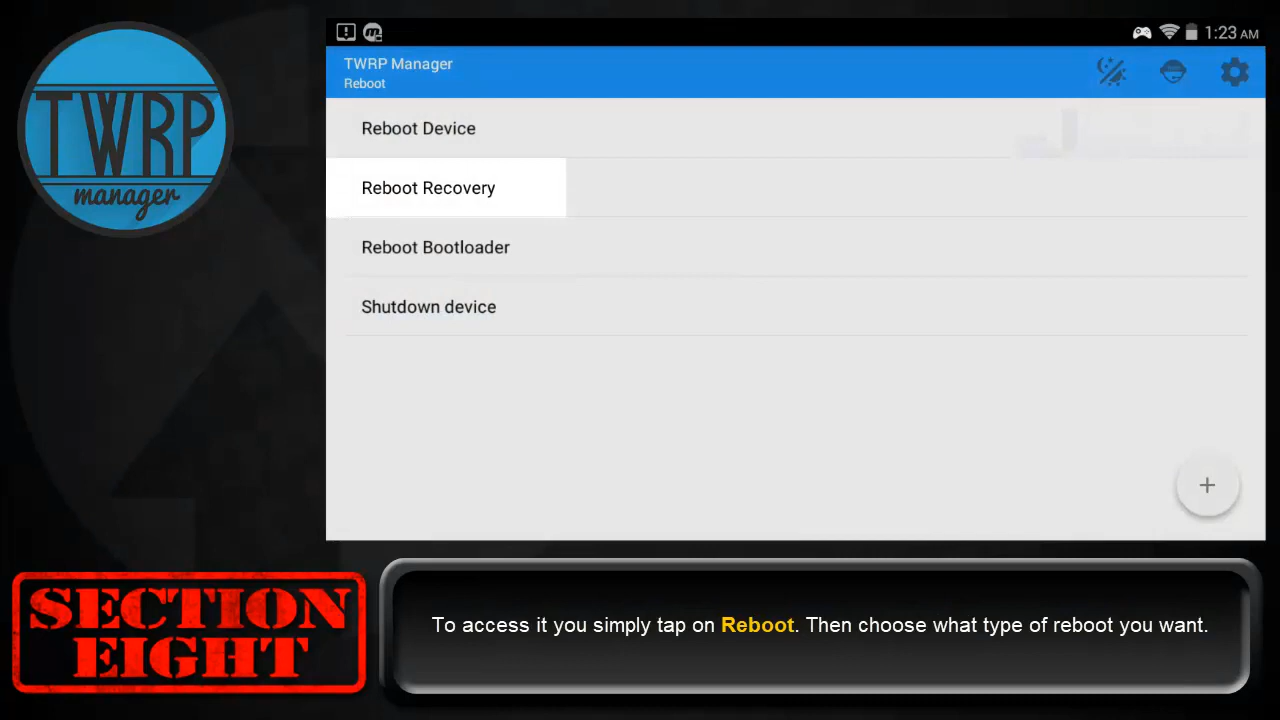 TWRP
manager
1:23 AM
TWRP Manager
Reboot
Reboot Device
Reboot Recovery
Reboot Bootloader
Shutdown device
+
SECTION
EIGHT
To access it you simply tap on Reboot. Then choose what type of reboot you want.